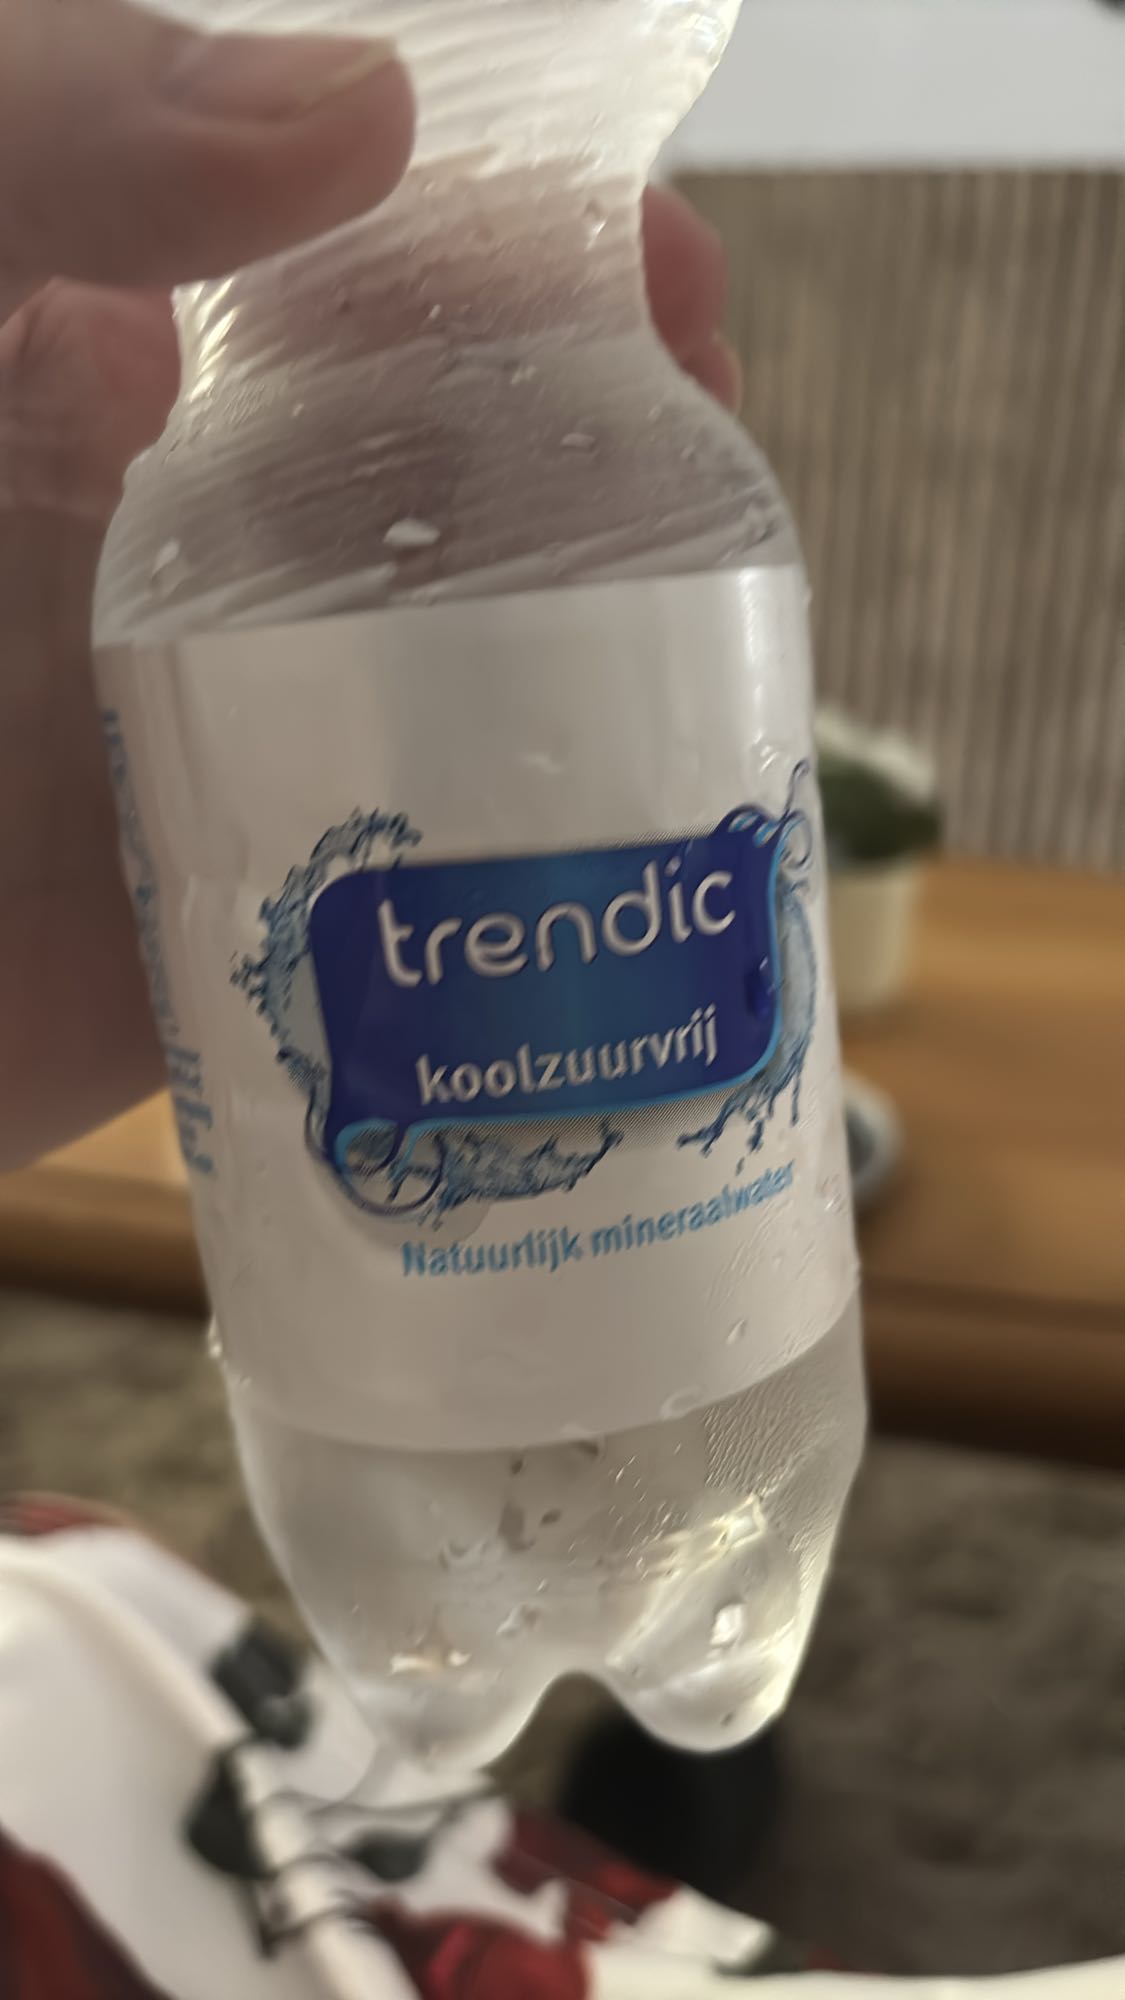 trendic
koolzuurvrij
Natuurlijk mineraalwater